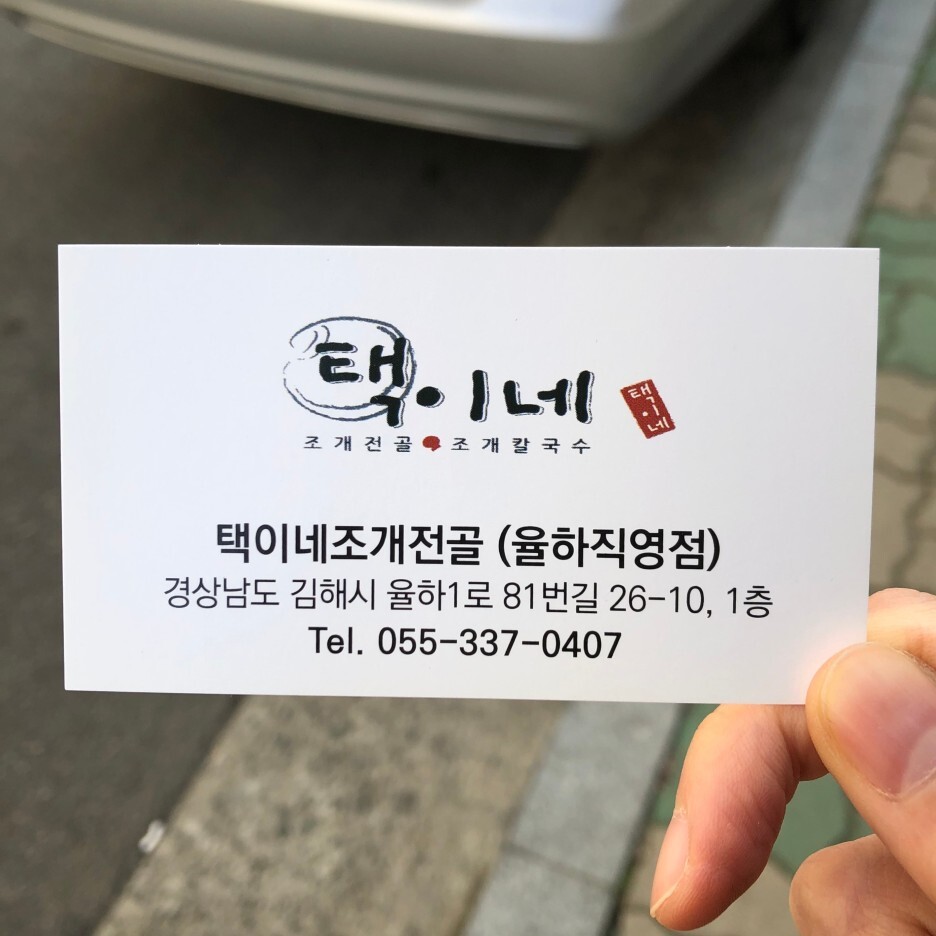 택이네
택이네
조개전골 조개칼국수
택이네조개전골 (율하직영점)
경상남도 김해시 율하1로 81번길 26-10, 1층
Tel. 055-337-0407